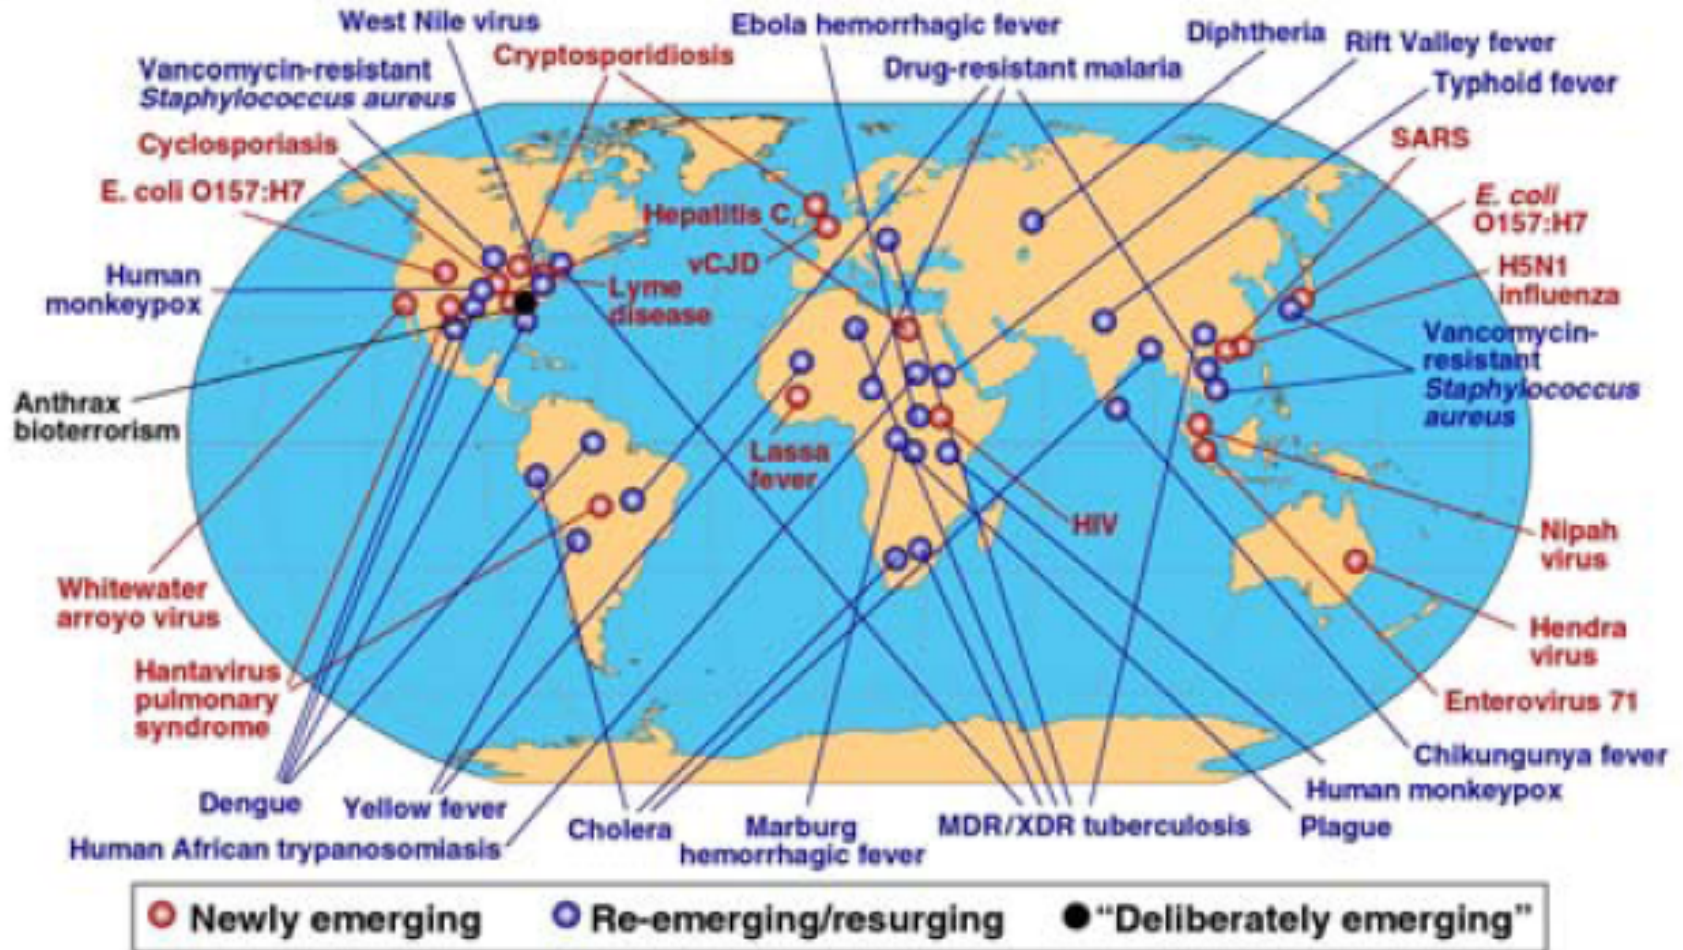 West Nile virus
Ebola hemorrhagic fever
Diphtheria
Rift Valley fever
Cryptosporidiosis
Drug-resistant malaria
Typhoid fever
Vancomycin-resistant
Staphylococcus aureus
Cyclosporiasis
SARS
E. coli O157:H7
E. coli
O157:H7
Hepatitis C
vCJD
H5N1
influenza
Human
monkeypox
Lyme
disease
Vancomycin-
resistant
Staphylococcus
aureus
Anthrax
bioterrorism
Lassa
fever
HIV
Nipah
virus
Whitewater
arroyo virus
Hendra
virus
Hantavirus
pulmonary
syndrome
Enterovirus 71
Chikungunya fever
Human monkeypox
Dengue
Yellow fever
Cholera
Marburg
hemorrhagic fever
MDR/XDR tuberculosis
Plague
Human African trypanosomiasis
Newly emerging
Re-emerging/resurging
“Deliberately emerging”